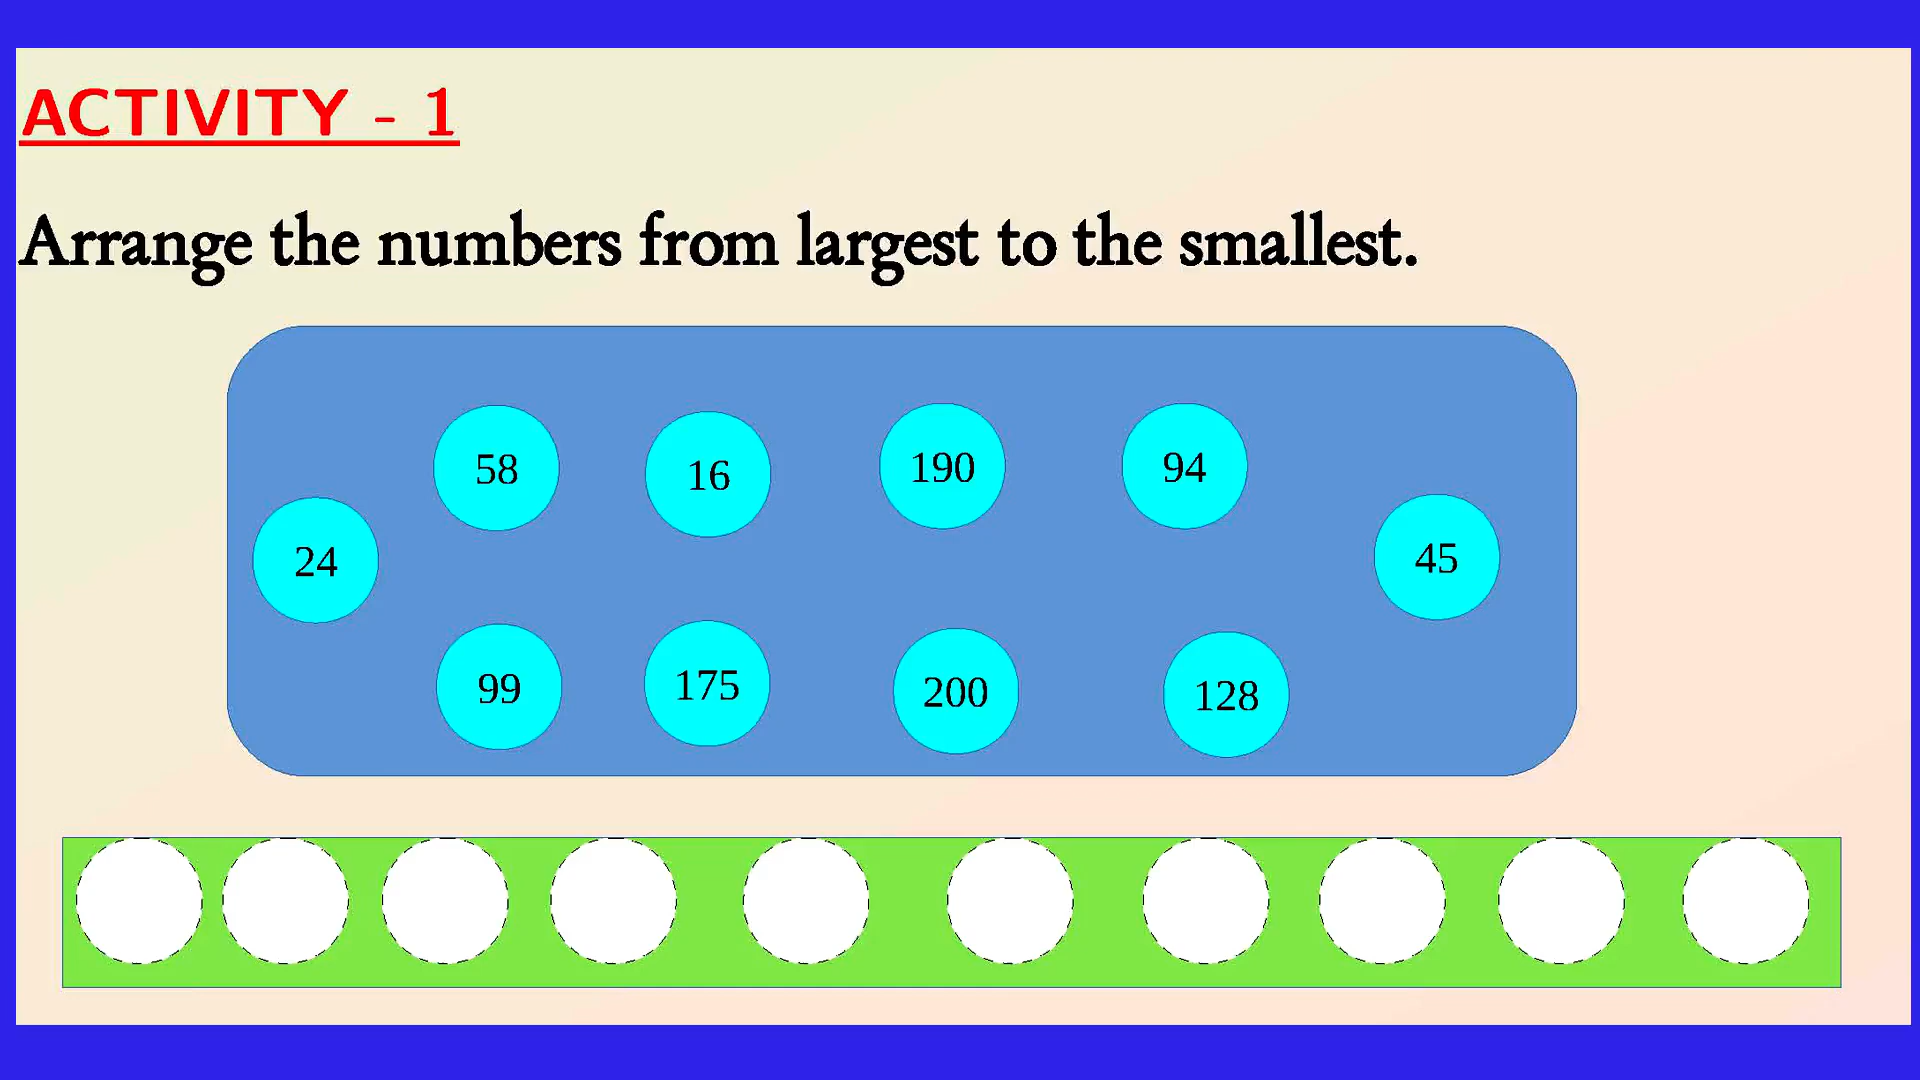 ACTIVITY - 1
Arrange the numbers from largest to the smallest.
58 16 190 94
24 45
99 175 200 128